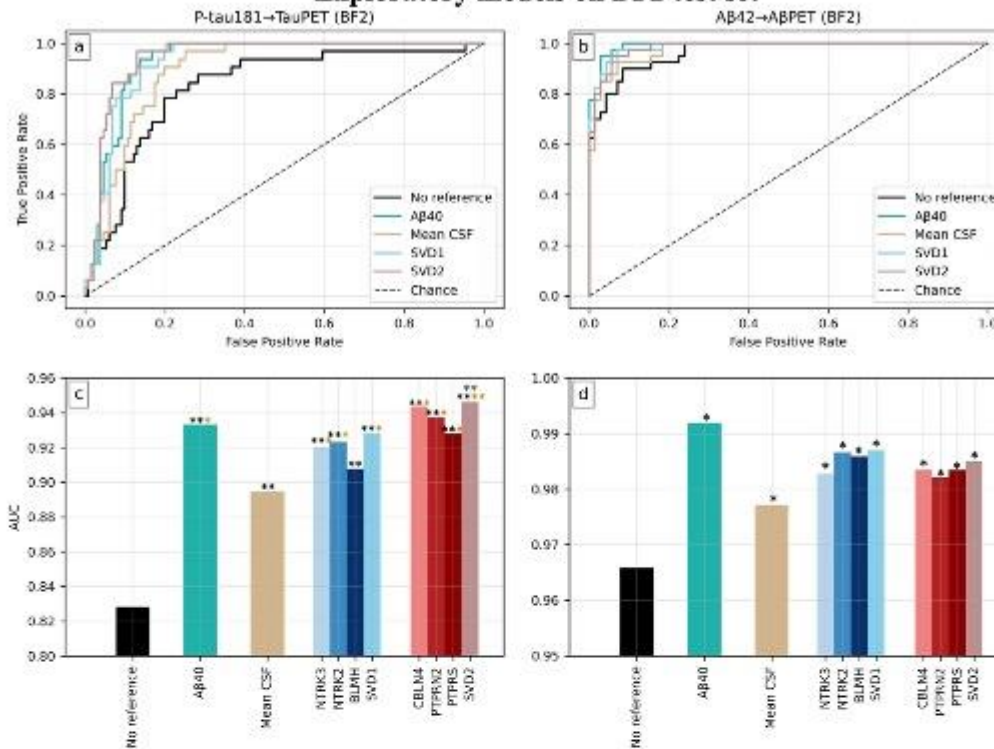 P-tau181→TauPET (BF2)
Aβ42→AβPET (BF2)
a
1.0
0.8
0.6
0.4
0.2
0.0
True Positive Rate
No reference
Aβ40
Mean CSF
SVD1
SVD2
Chance
0.0 0.2 0.4 0.6 0.8 1.0
False Positive Rate
b
1.0
0.8
0.6
0.4
0.2
0.0
No reference
Aβ40
Mean CSF
SVD1
SVD2
Chance
0.0 0.2 0.4 0.6 0.8 1.0
False Positive Rate
c
0.96
0.94
0.92
0.90
0.88
0.86
0.84
0.82
0.80
AUC
No reference
Aβ40
Mean CSF
NTRK3
NTRK2
BLMH
SVD1
CBLN4
PTPRN2
PTPRS
SVD2
d
1.00
0.99
0.98
0.97
0.96
0.95
No reference
Aβ40
Mean CSF
NTRK3
NTRK2
BLMH
SVD1
CBLN4
PTPRN2
PTPRS
SVD2